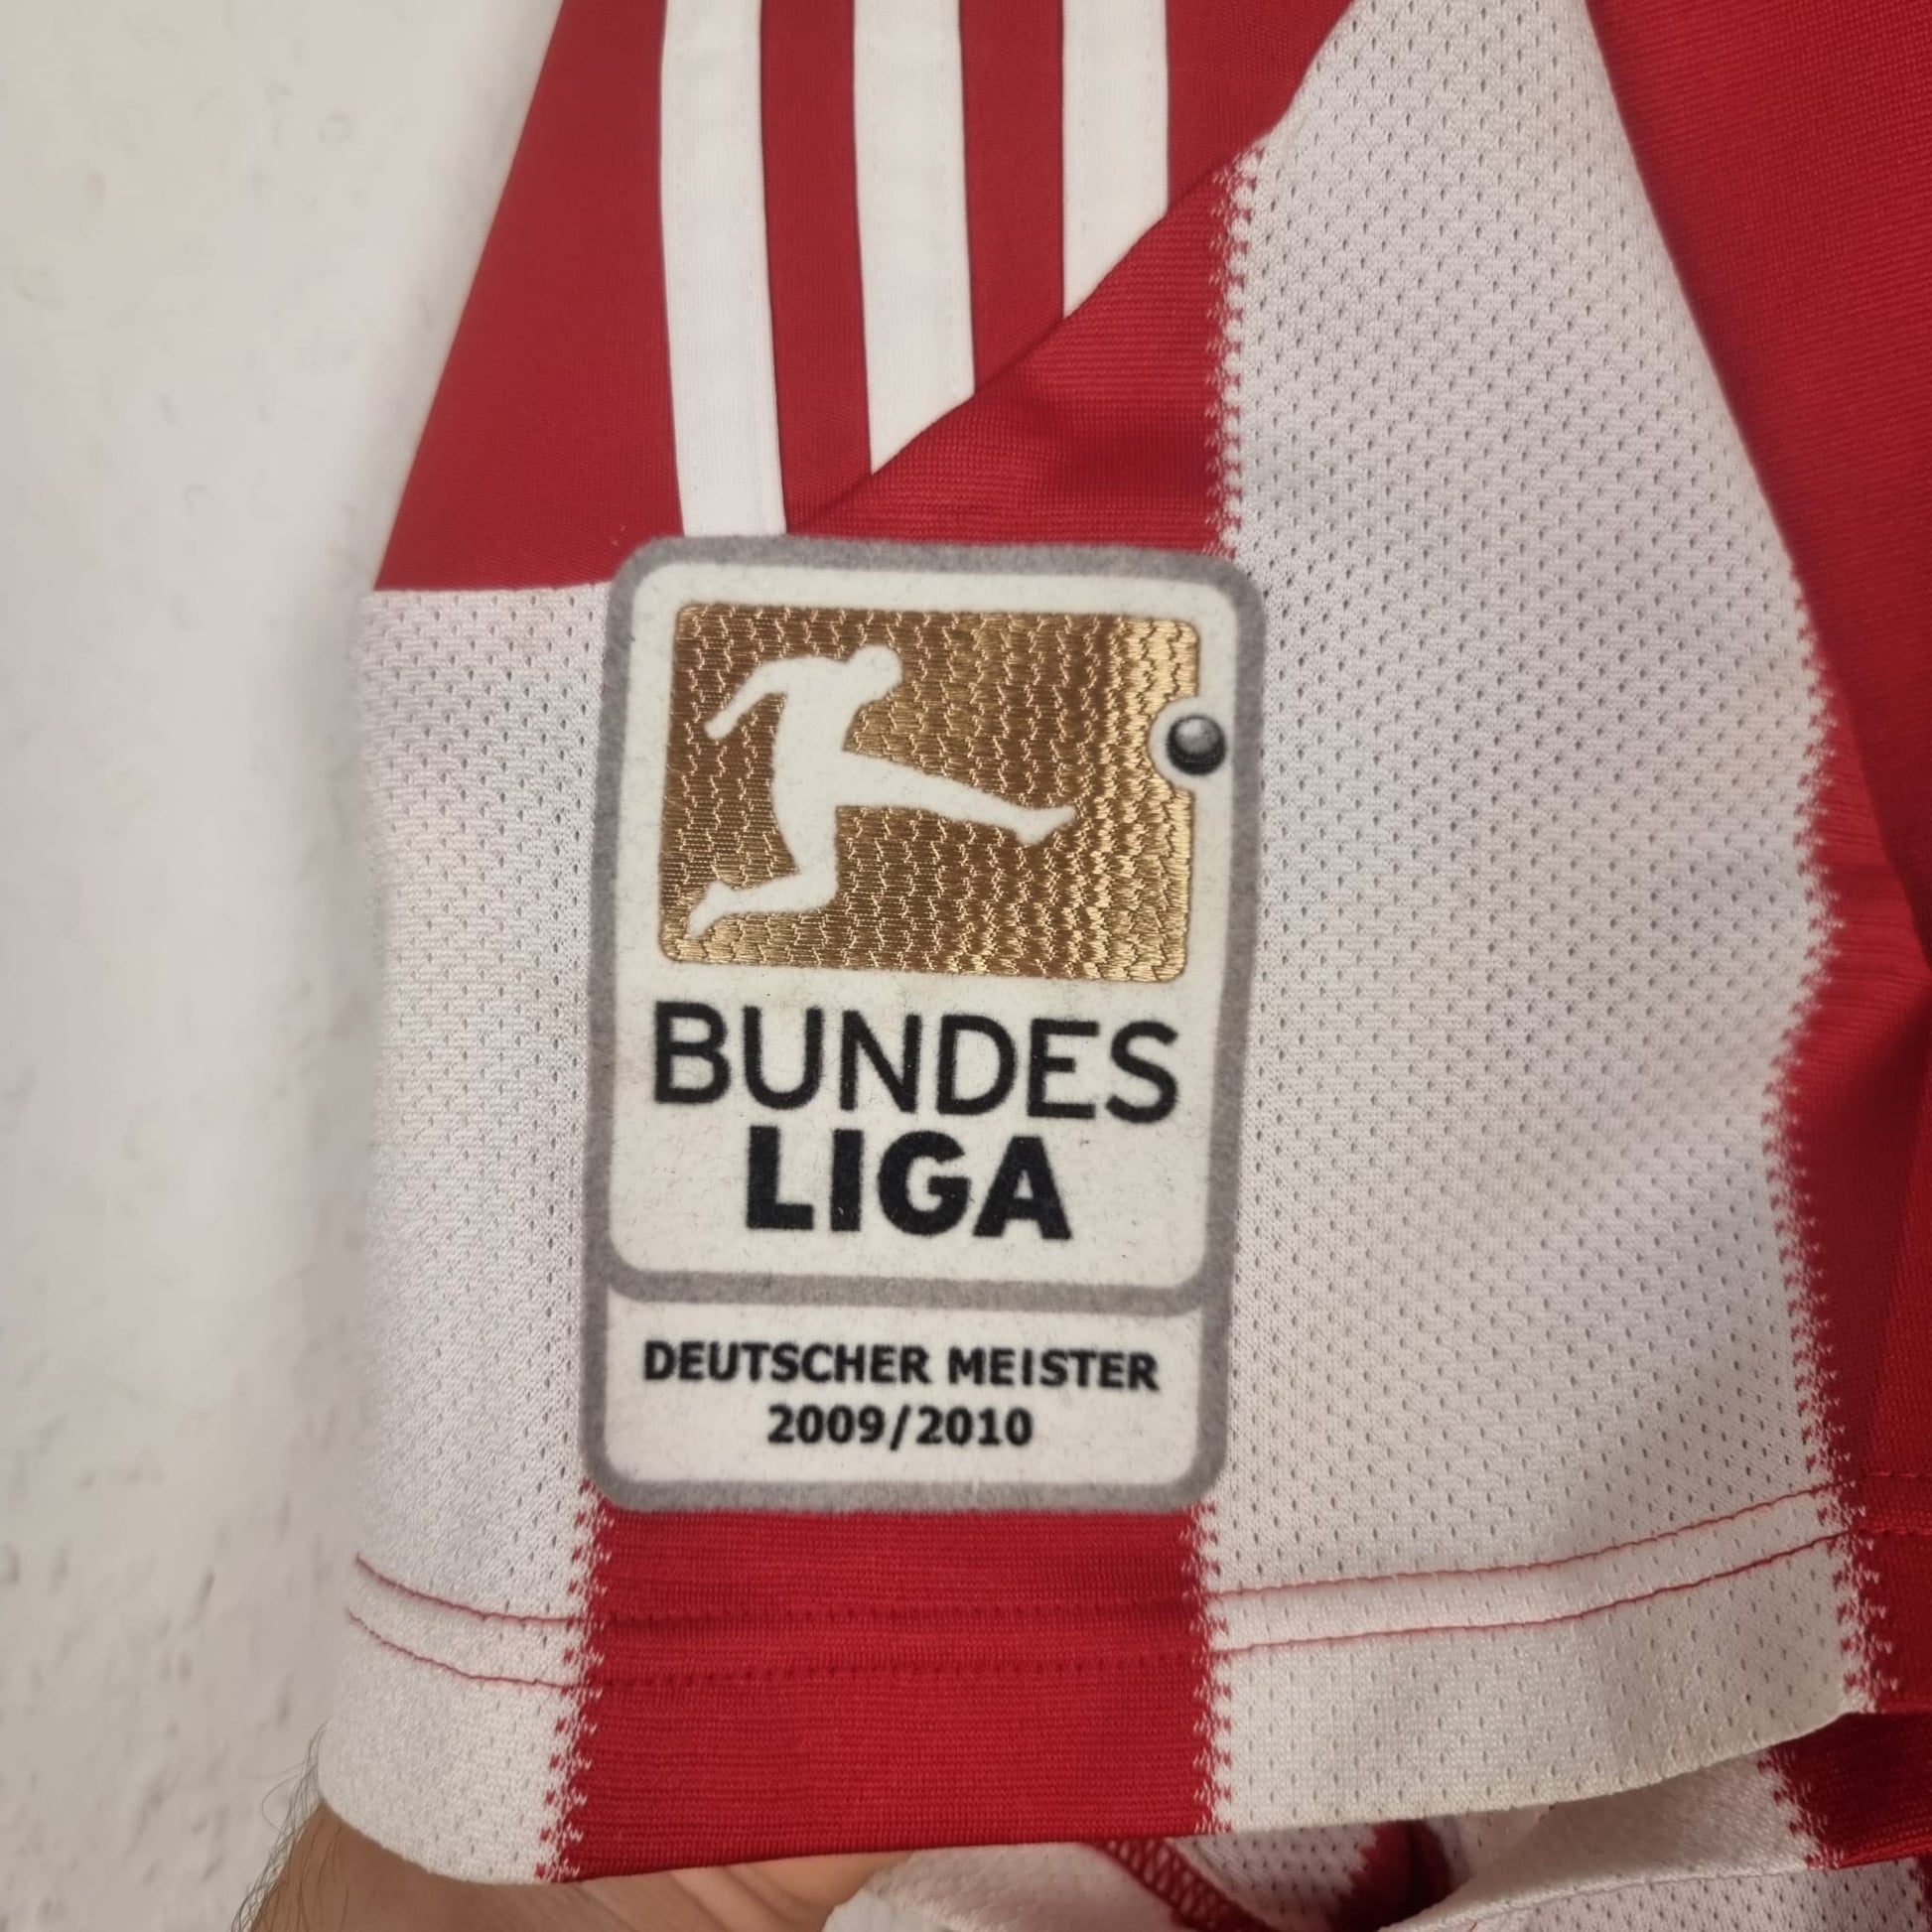 BUNDES
LIGA
DEUTSCHER MEISTER
2009/2010